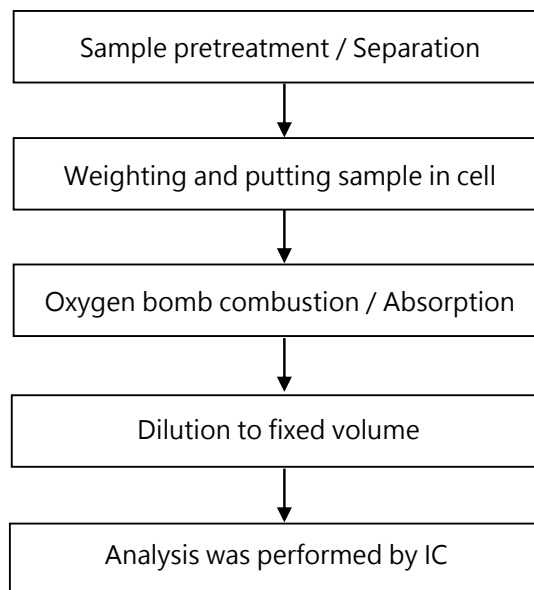 Sample pretreatment / Separation
Weighting and putting sample in cell
Oxygen bomb combustion / Absorption
Dilution to fixed volume
Analysis was performed by IC